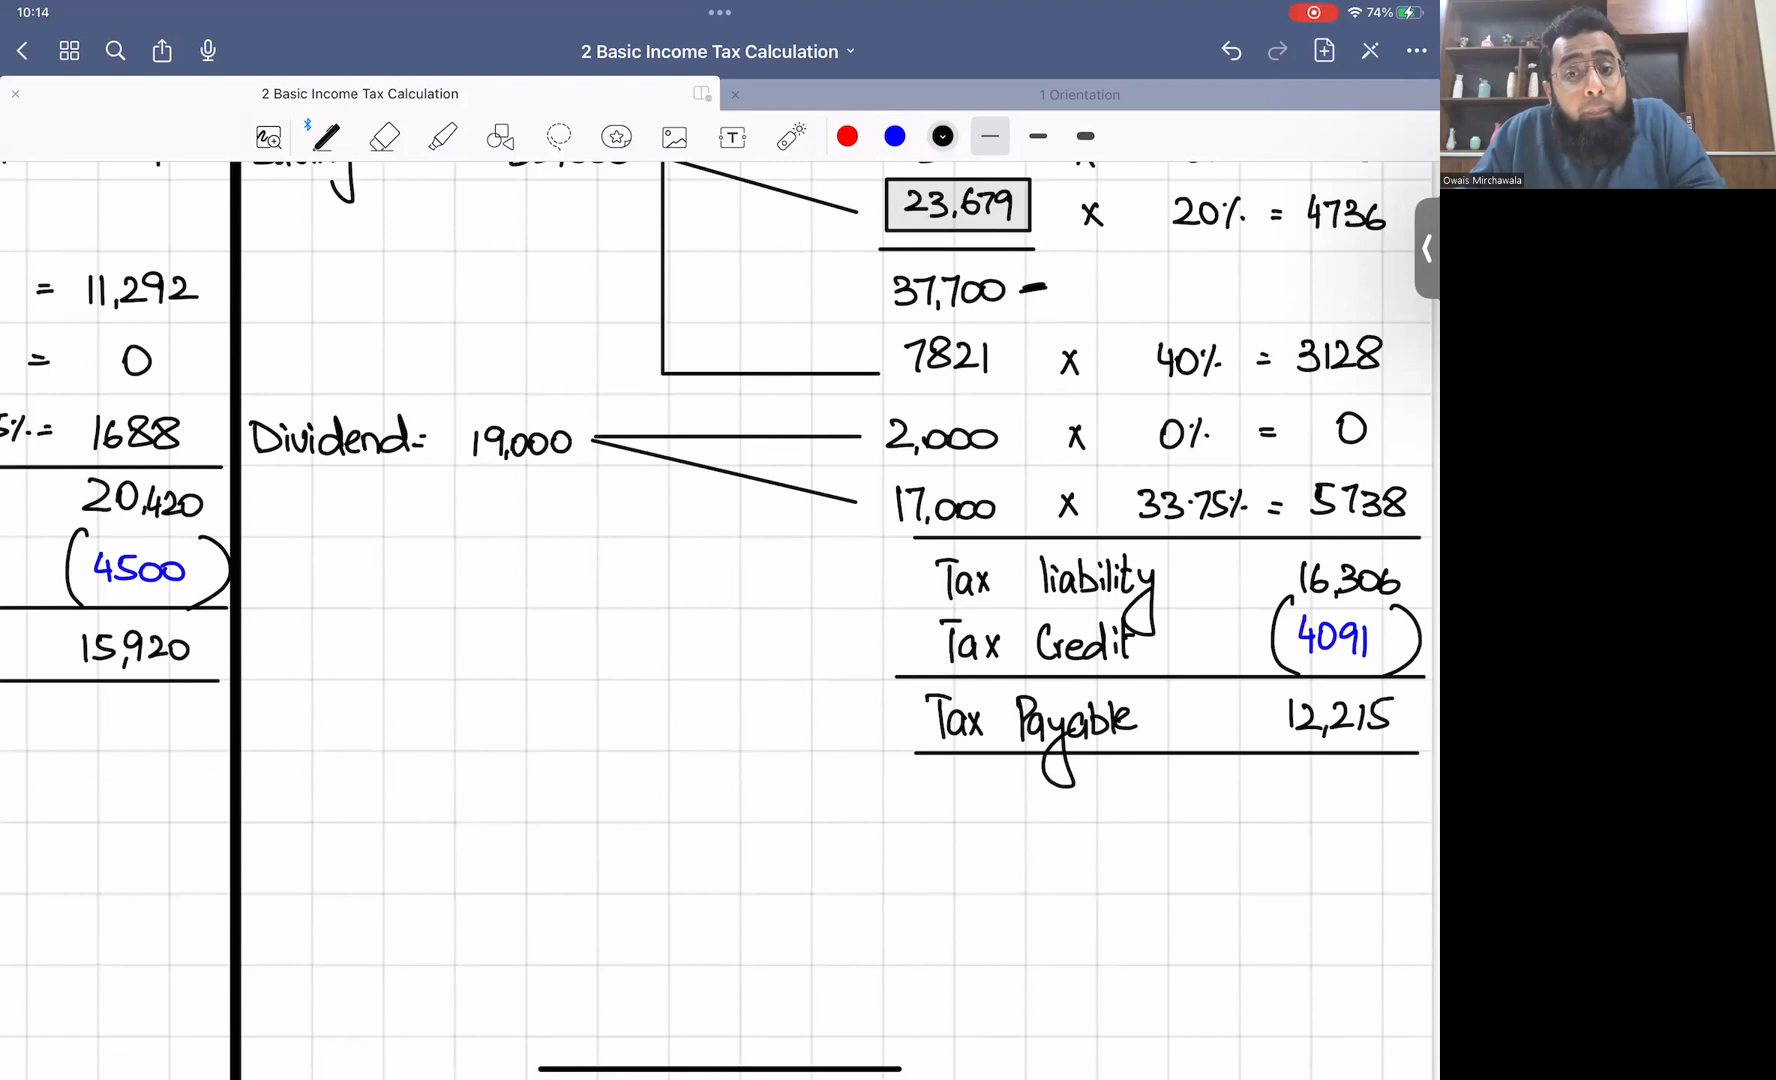 10:14
74%
2 Basic Income Tax Calculation
2 Basic Income Tax Calculation
1 Orientation
Owais Mirchawala
23,679 x 20% = 4736
= 11,292
37,700 -
= 0
7821 x 40% = 3128
5%= 1688
Dividend= 19,000
2,000 x 0% = 0
20,420
17,000 x 33.75% = 5738
(4500)
Tax liability 16,306
15,920
Tax Credit (4091)
Tax Payable 12,215